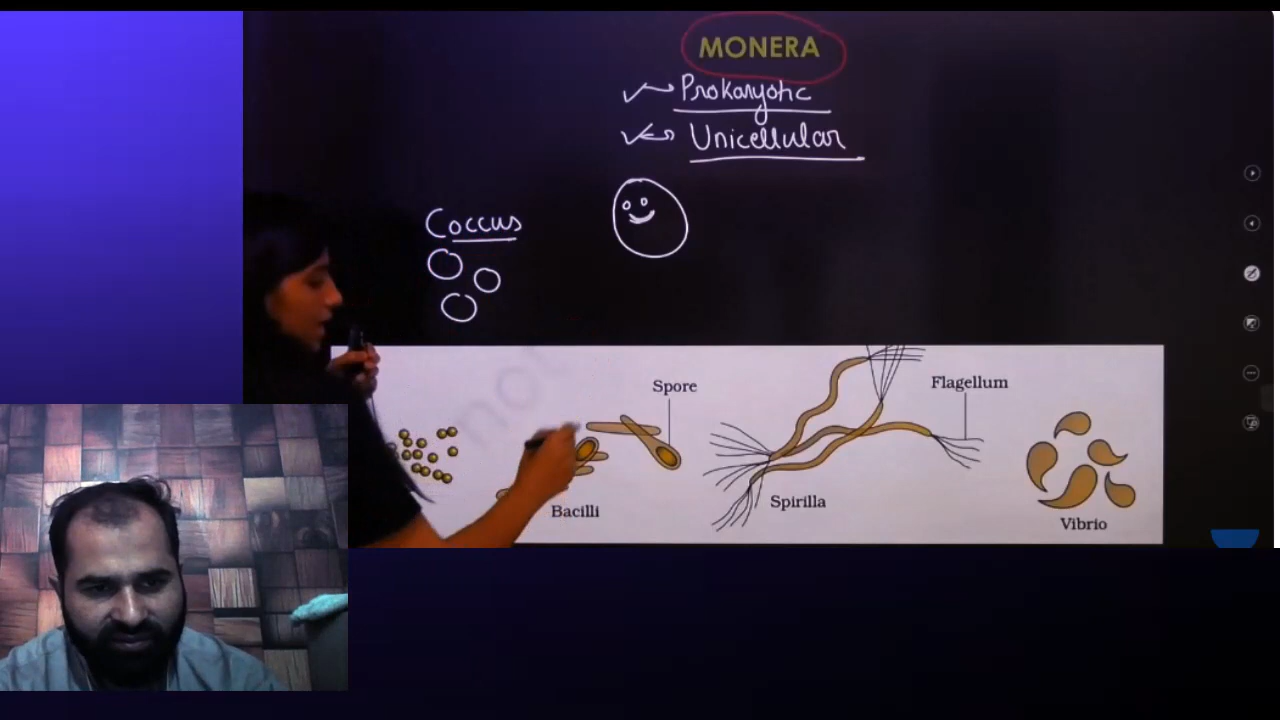 MONERA
Prokaryotic
Unicellular
Coccus
Spore
Flagellum
Bacilli
Spirilla
Vibrio